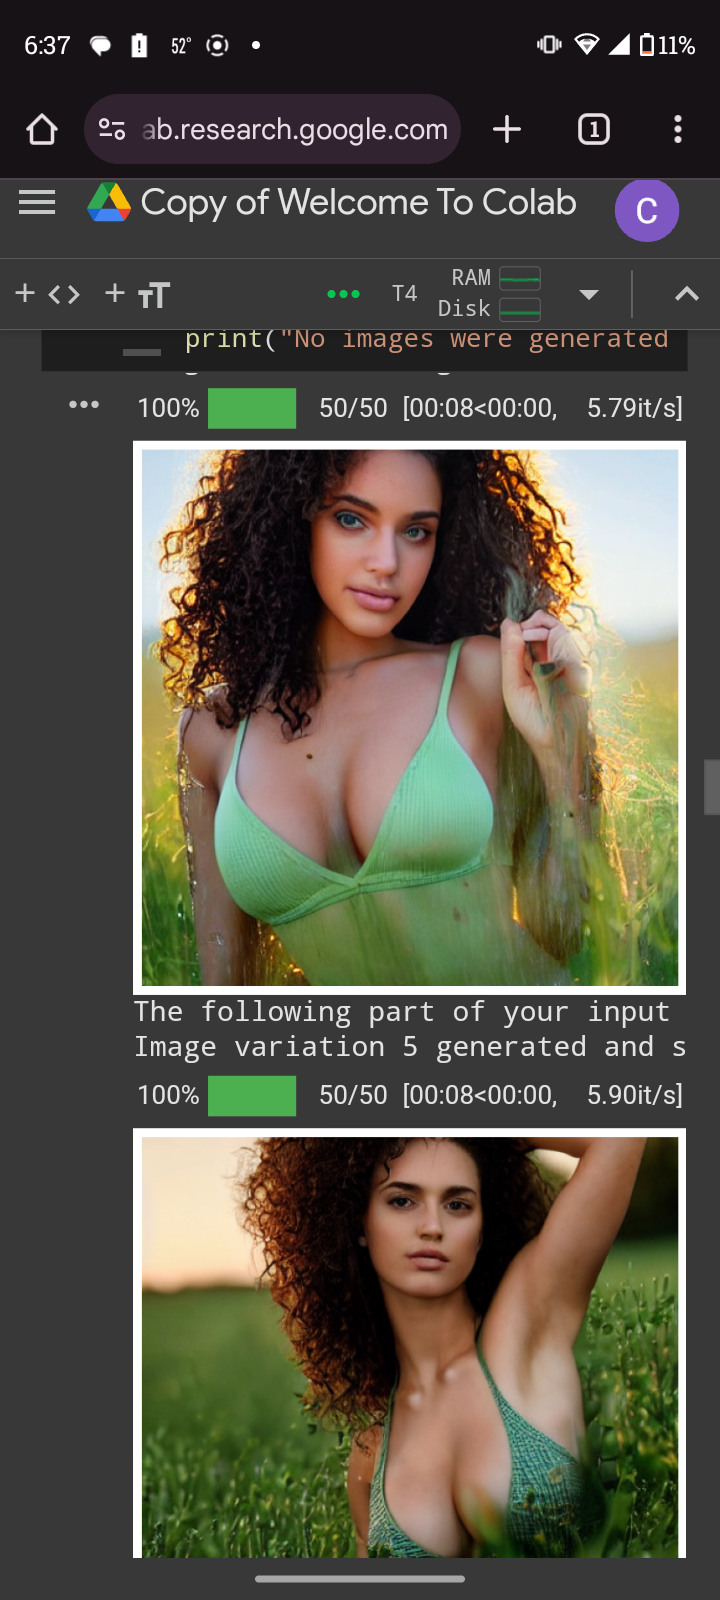 6:37 52° 11%
ab.research.google.com 1
Copy of Welcome To Colab C
T4 RAM
Disk
print("No images were generated
100% 50/50 [00:08<00:00, 5.79it/s]
The following part of your input
Image variation 5 generated and s
100% 50/50 [00:08<00:00, 5.90it/s]